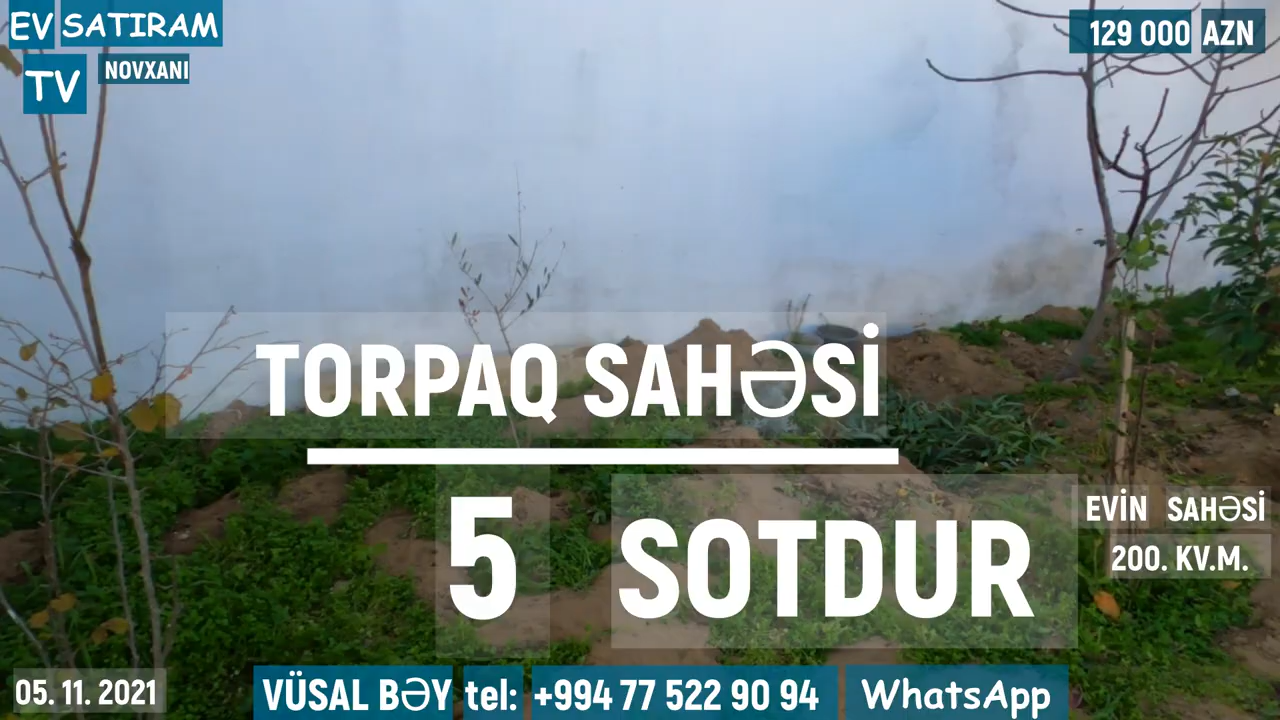 EV SATIRAM
TV NOVXANI
129 000 AZN
TORPAQ SAHƏSİ
5 SOTDUR
EVİN SAHƏSİ
200. KV.M.
05. 11. 2021
VÜSAL BƏY tel: +994 77 522 90 94 WhatsApp